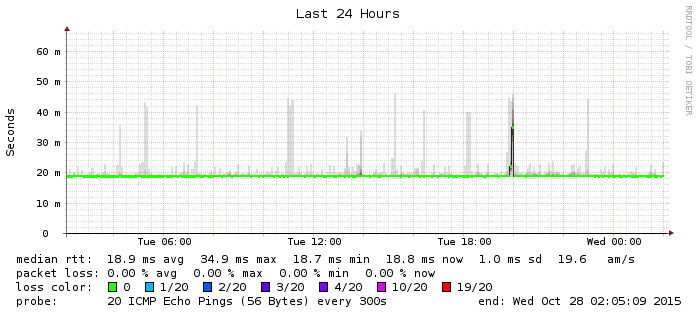 Last 24 Hours
RRDTOOL / TOBI OETIKER
Seconds
60 m
50 m
40 m
30 m
20 m
10 m
0
Tue 06:00 Tue 12:00 Tue 18:00 Wed 00:00
median rtt: 18.9 ms avg 34.9 ms max 18.7 ms min 18.8 ms now 1.0 ms sd 19.6 am/s
packet loss: 0.00 % avg 0.00 % max 0.00 % min 0.00 % now
loss color: 0 1/20 2/20 3/20 4/20 10/20 19/20
probe: 20 ICMP Echo Pings (56 Bytes) every 300s end: Wed Oct 28 02:05:09 2015